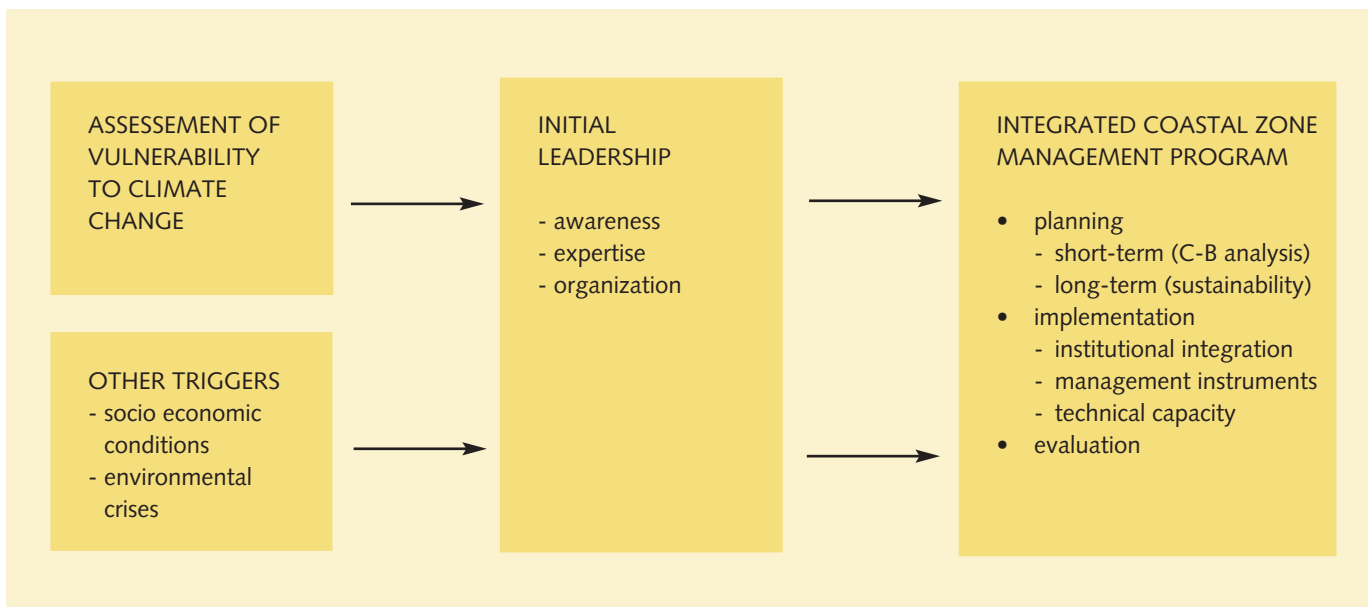 ASSESSEMENT OF
VULNERABILITY
TO CLIMATE
CHANGE
OTHER TRIGGERS
- socio economic
conditions
- environmental
crises
INITIAL
LEADERSHIP
- awareness
- expertise
- organization
INTEGRATED COASTAL ZONE
MANAGEMENT PROGRAM
• planning
- short-term (C-B analysis)
- long-term (sustainability)
• implementation
- institutional integration
- management instruments
- technical capacity
• evaluation